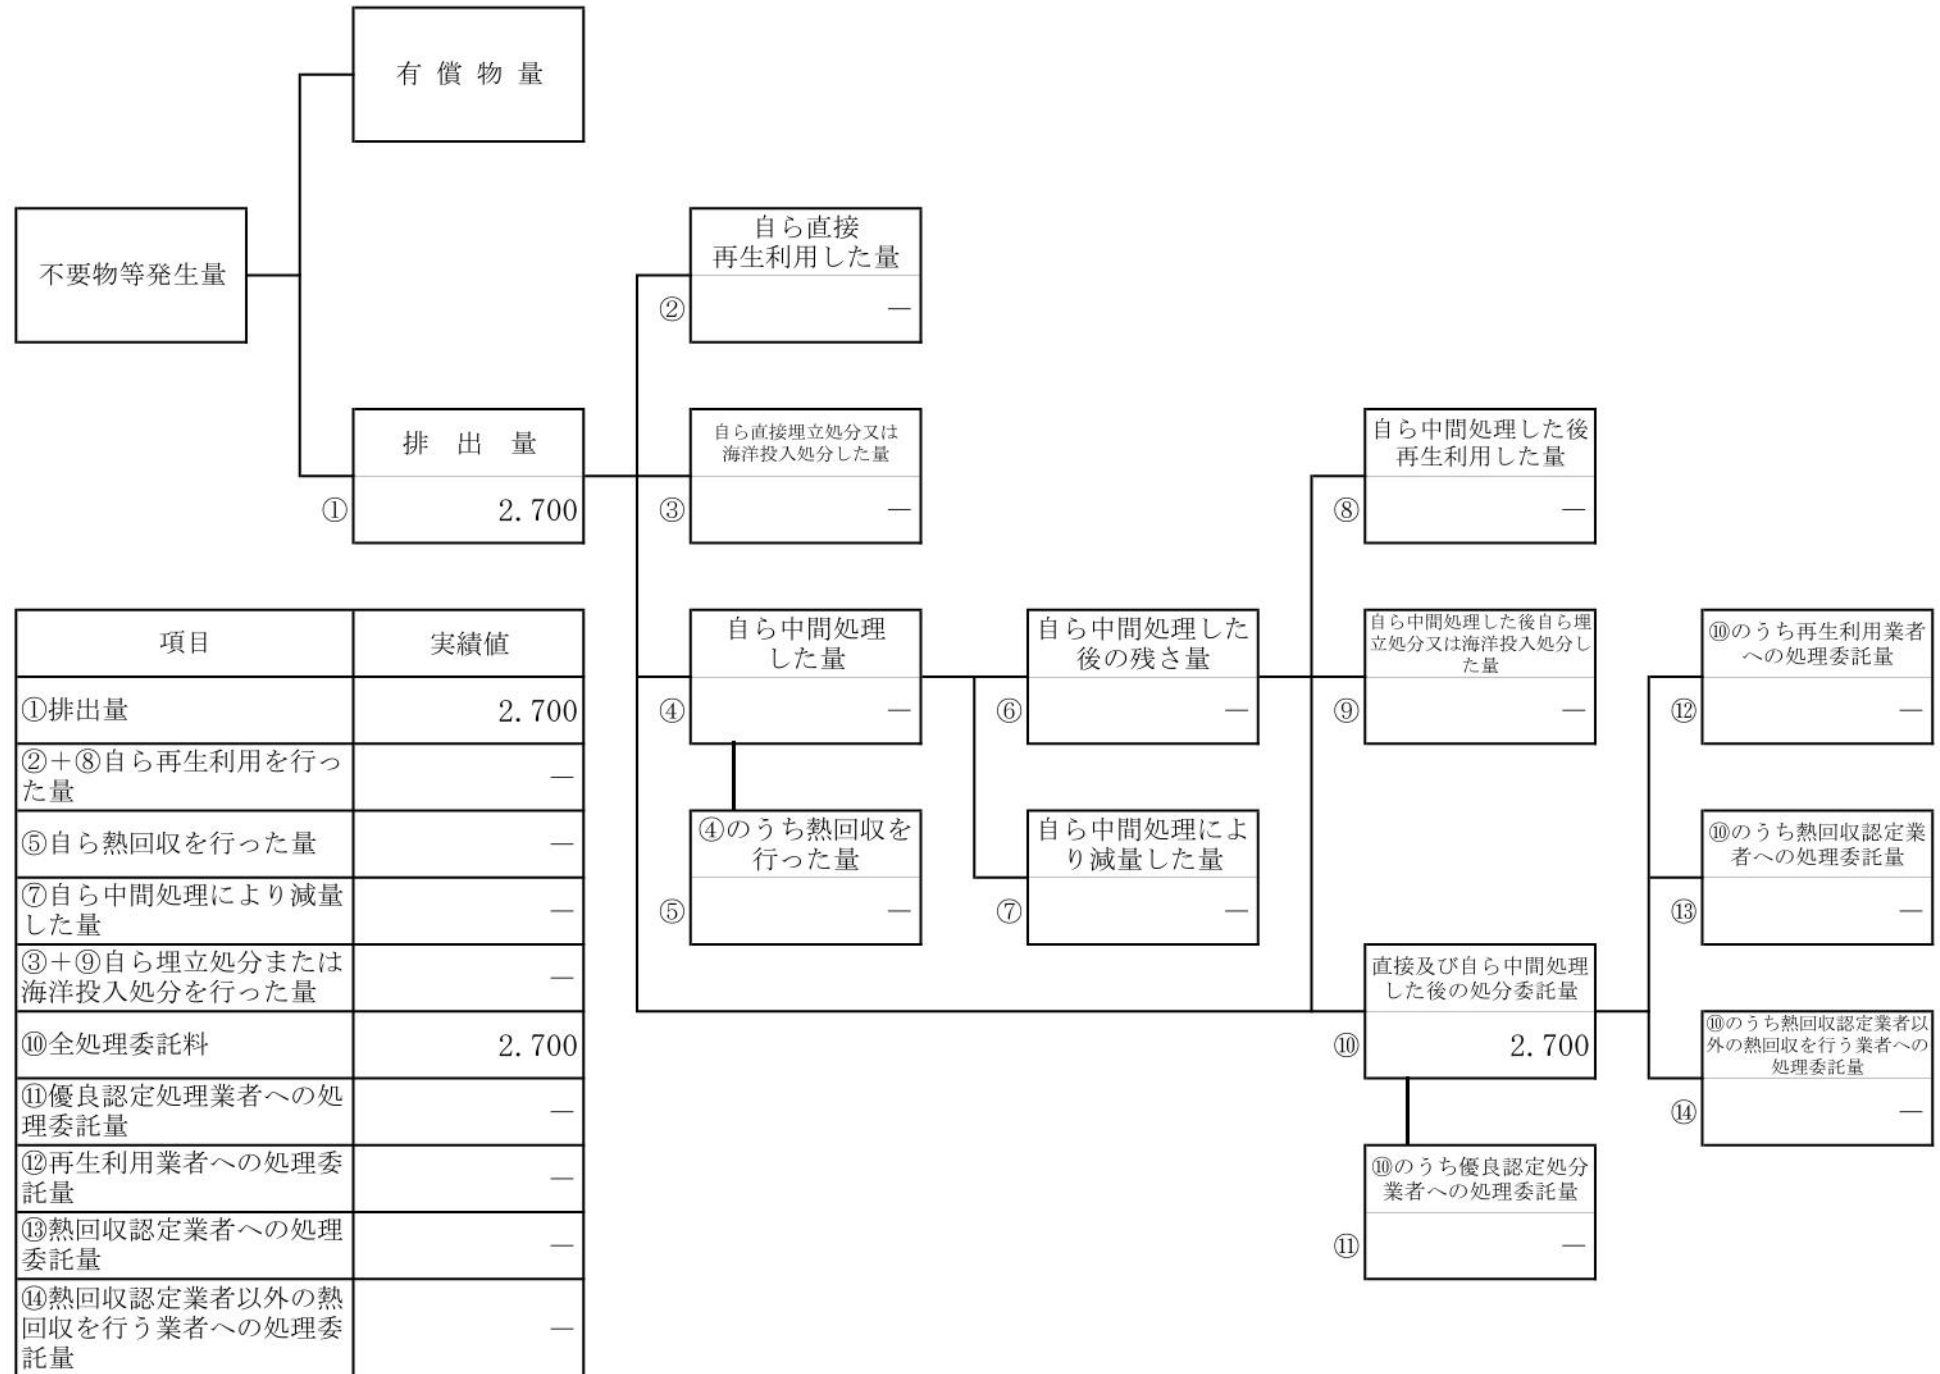 有 償 物 量
不要物等発生量
自ら直接
再生利用した量
②
―
排 出 量
①
2.700
自ら直接埋立処分又は
海洋投入処分した量
③
―
自ら中間処理した後
再生利用した量
⑧
―
自ら中間処理
した量
④
―
自ら中間処理した
後の残さ量
⑥
―
自ら中間処理した後自ら埋
立処分又は海洋投入処分し
た量
⑨
―
⑩のうち再生利用業者
への処理委託量
⑫
―
④のうち熱回収を
行った量
⑤
―
自ら中間処理によ
り減量した量
⑦
―
⑩のうち熱回収認定業
者への処理委託量
⑬
―
直接及び自ら中間処理
した後の処分委託量
⑩
2.700
⑩のうち熱回収認定業者以
外の熱回収を行う業者への
処理委託量
⑭
―
⑩のうち優良認定処分
業者への処理委託量
⑪
―
項目 実績値
①排出量 2.700
②＋⑧自ら再生利用を行っ
た量
―
⑤自ら熱回収を行った量 ―
⑦自ら中間処理により減量
した量
―
③＋⑨自ら埋立処分または
海洋投入処分を行った量
―
⑩全処理委託料 2.700
⑪優良認定処理業者への処
理委託量
―
⑫再生利用業者への処理委
託量
―
⑬熱回収認定業者への処理
委託量
―
⑭熱回収認定業者以外の熱
回収を行う業者への処理委
託量
―